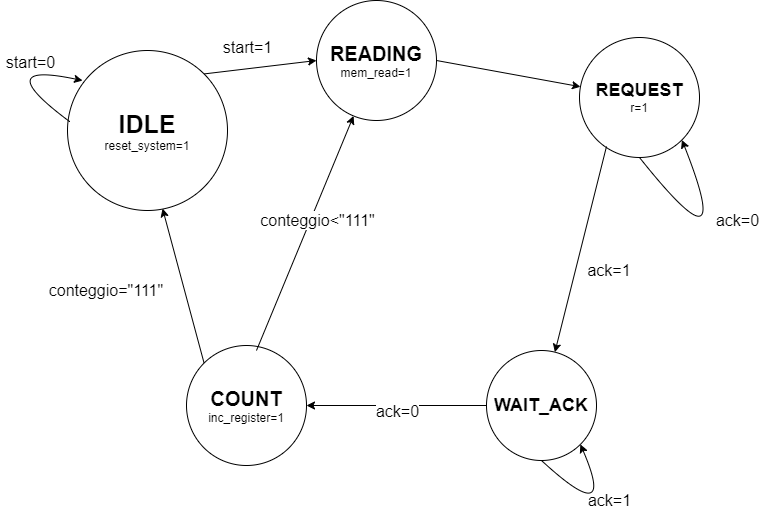 start=0
start=1
READING
mem_read=1
REQUEST
r=1
IDLE
reset_system=1
conteggio<"111"
ack=0
ack=1
conteggio="111"
COUNT
inc_register=1
ack=0
WAIT_ACK
ack=1